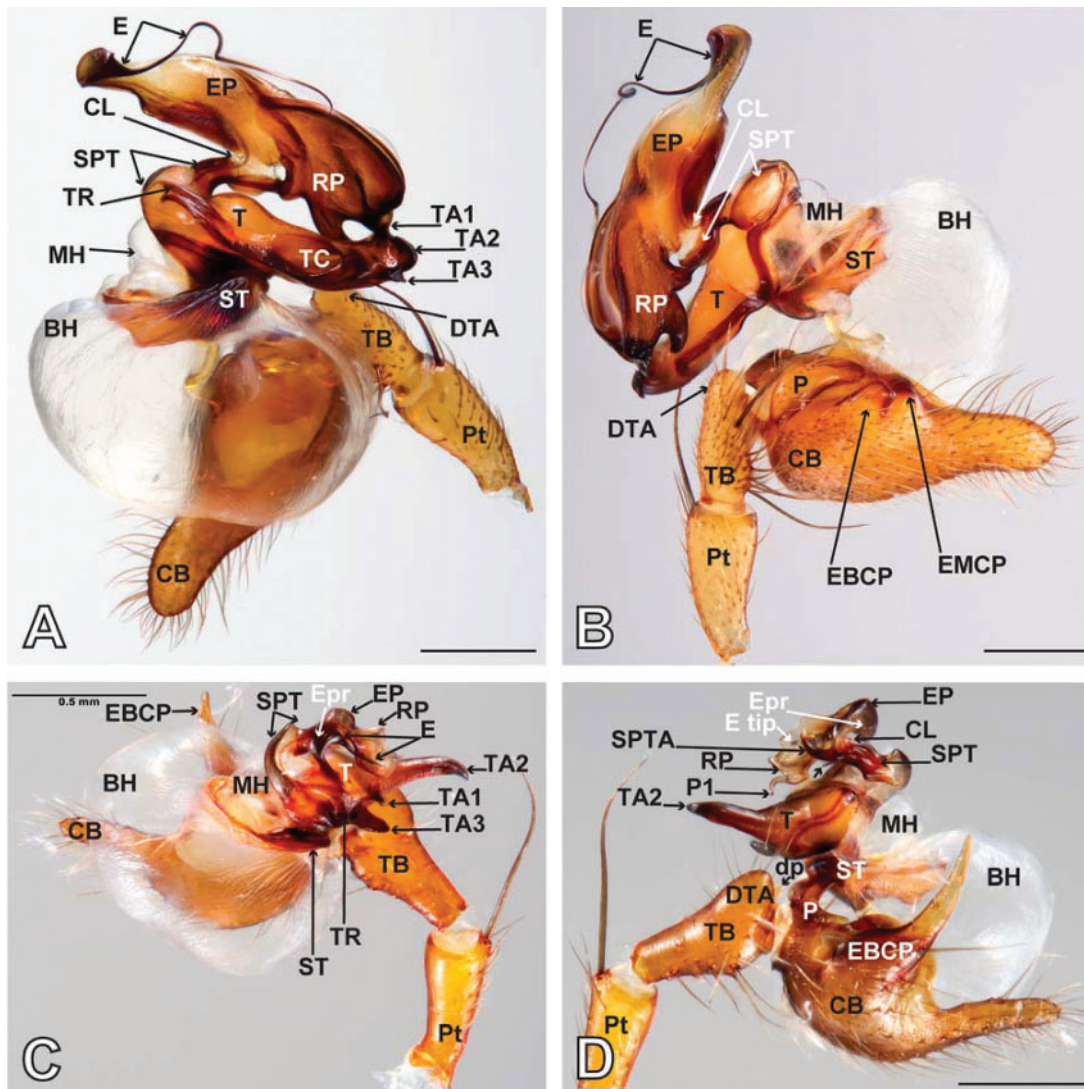 E
EP
CL
SPT
RP
TR
T
TA1
TA2
MH
TC
TA3
ST
BH
DTA
TB
Pt
CB
A
E
CL
SPT
EP
MH
BH
ST
RP
T
P
DTA
CB
TB
EBCP
EMCP
Pt
B
0.5 mm
EBCP
SPT
Epr
EP
RP
E
BH
MH
T
TA2
TA1
CB
TA3
TB
TR
ST
Pt
C
Epr
EP
E tip
CL
SPTA
SPT
RP
P1
TA2
T
MH
dp
ST
BH
DTA
P
TB
EBCP
CB
Pt
D